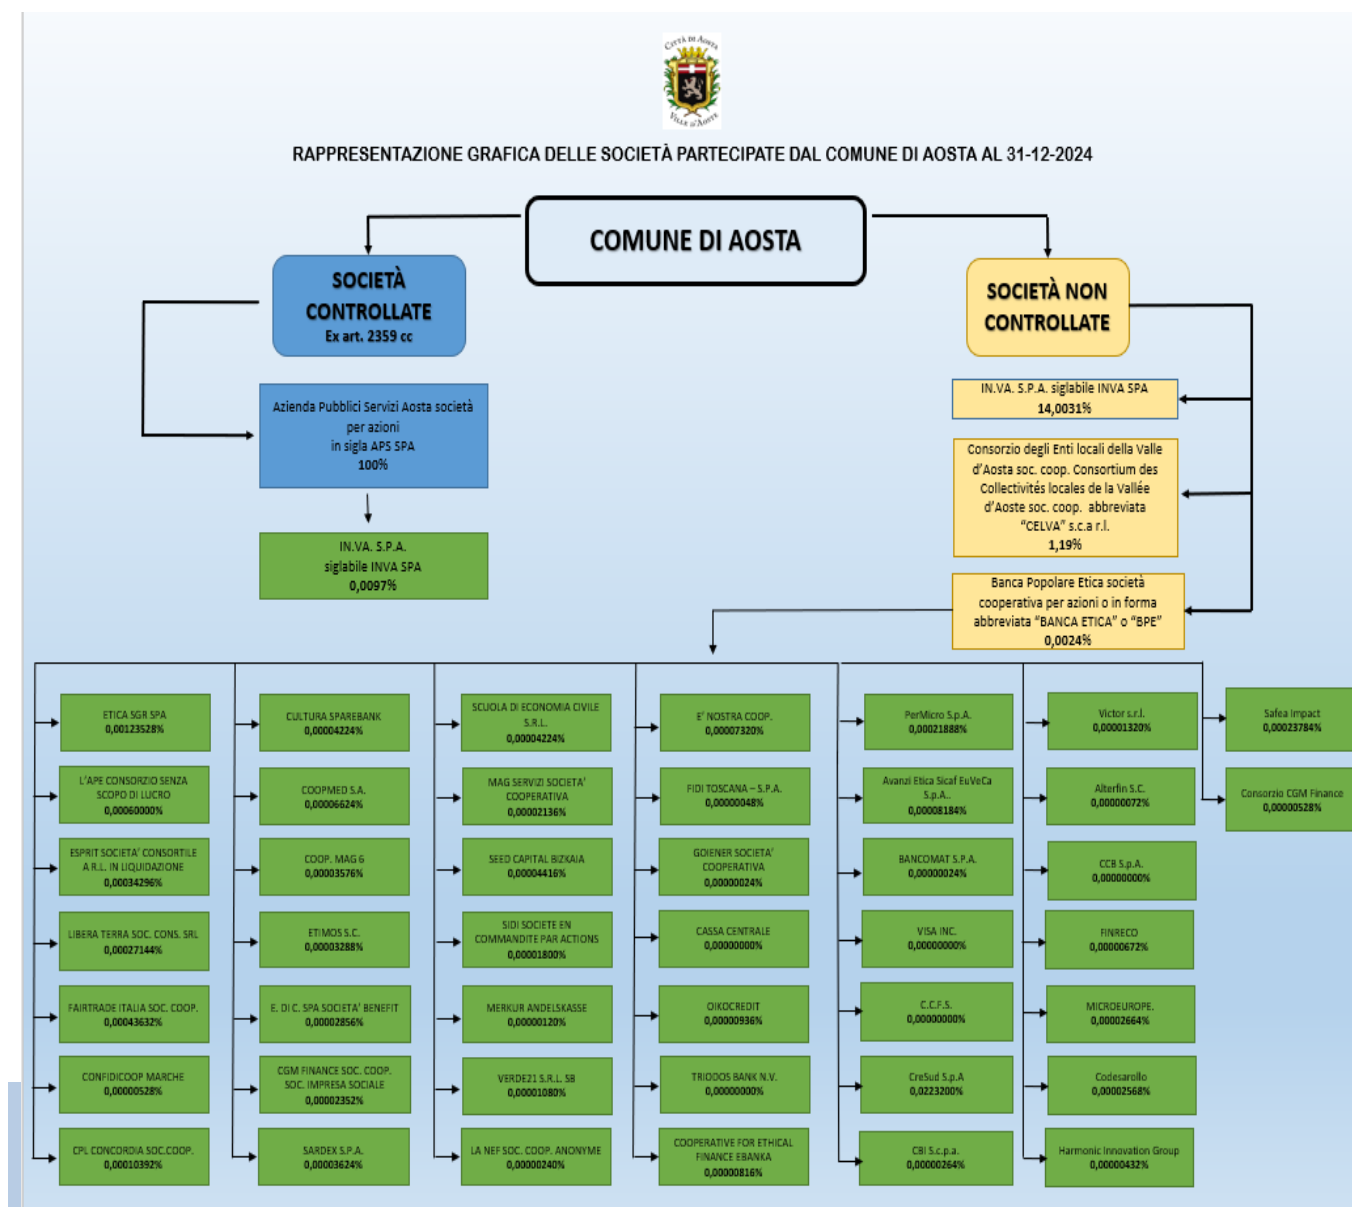 CITTÀ DI AOSTA
VILLE D'AOSTE
RAPPRESENTAZIONE GRAFICA DELLE SOCIETÀ PARTECIPATE DAL COMUNE DI AOSTA AL 31-12-2024
COMUNE DI AOSTA
SOCIETÀ
CONTROLLATE
Ex art. 2359 cc
SOCIETÀ NON
CONTROLLATE
Azienda Pubblici Servizi Aosta società
per azioni
in sigla APS SPA
100%
IN.VA. S.P.A.
siglabile INVA SPA
0,0097%
IN.VA. S.P.A. siglabile INVA SPA
14,0031%
Consorzio degli Enti locali della Valle
d'Aosta soc. coop. Consortium des
Collectivités locales de la Vallée
d'Aoste soc. coop. abbreviata
"CELVA" s.c.a r.l.
1,19%
Banca Popolare Etica società
cooperativa per azioni o in forma
abbreviata "BANCA ETICA" o "BPE"
0,0024%
ETICA SGR SPA
0,00123528%
L'APE CONSORZIO SENZA
SCOPO DI LUCRO
0,00060000%
ESPRIT SOCIETA' CONSORTILE
A R.L. IN LIQUIDAZIONE
0,00034296%
LIBERA TERRA SOC. CONS. SRL
0,00027144%
FAIRTRADE ITALIA SOC. COOP.
0,00043632%
CONFIDICOOP MARCHE
0,00000528%
CPL CONCORDIA SOC.COOP.
0,00010392%
CULTURA SPAREBANK
0,00004224%
COOPMED S.A.
0,00006624%
COOP. MAG 6
0,00003576%
ETIMOS S.C.
0,00003288%
E. DI C. SPA SOCIETA' BENEFIT
0,00002856%
CGM FINANCE SOC. COOP.
SOC. IMPRESA SOCIALE
0,00002352%
SARDEX S.P.A.
0,00003624%
SCUOLA DI ECONOMIA CIVILE
S.R.L.
0,00004224%
MAG SERVIZI SOCIETA'
COOPERATIVA
0,00002136%
SEED CAPITAL BIZKAIA
0,00004416%
SIDI SOCIETE EN
COMMANDITE PAR ACTIONS
0,00001800%
MERKUR ANDELSKASSE
0,00000120%
VERDE21 S.R.L. SB
0,00001080%
LA NEF SOC. COOP. ANONYME
0,00000240%
E' NOSTRA COOP.
0,00007320%
FIDI TOSCANA – S.P.A.
0,00000048%
GOIENER SOCIETA'
COOPERATIVA
0,00000024%
CASSA CENTRALE
0,00000000%
OIKOCREDIT
0,00000936%
TRIODOS BANK N.V.
0,00000000%
COOPERATIVE FOR ETHICAL
FINANCE EBANKA
0,00000816%
PerMicro S.p.A.
0,00021888%
Avanzi Etica Sicaf EuVeCa
S.p.A..
0,00008184%
BANCOMAT S.P.A.
0,00000024%
VISA INC.
0,00000000%
C.C.F.S.
0,00000000%
CreSud S.p.A
0,0223200%
CBI S.c.p.a.
0,00000264%
Victor s.r.l.
0,00001320%
Alterfin S.C.
0,00000072%
CCB S.p.A.
0,00000000%
FINRECO
0,00000672%
MICROEUROPE.
0,00002664%
Codesarollo
0,00002568%
Harmonic Innovation Group
0,00000432%
Safea Impact
0,00023784%
Consorzio CGM Finance
0,00000528%